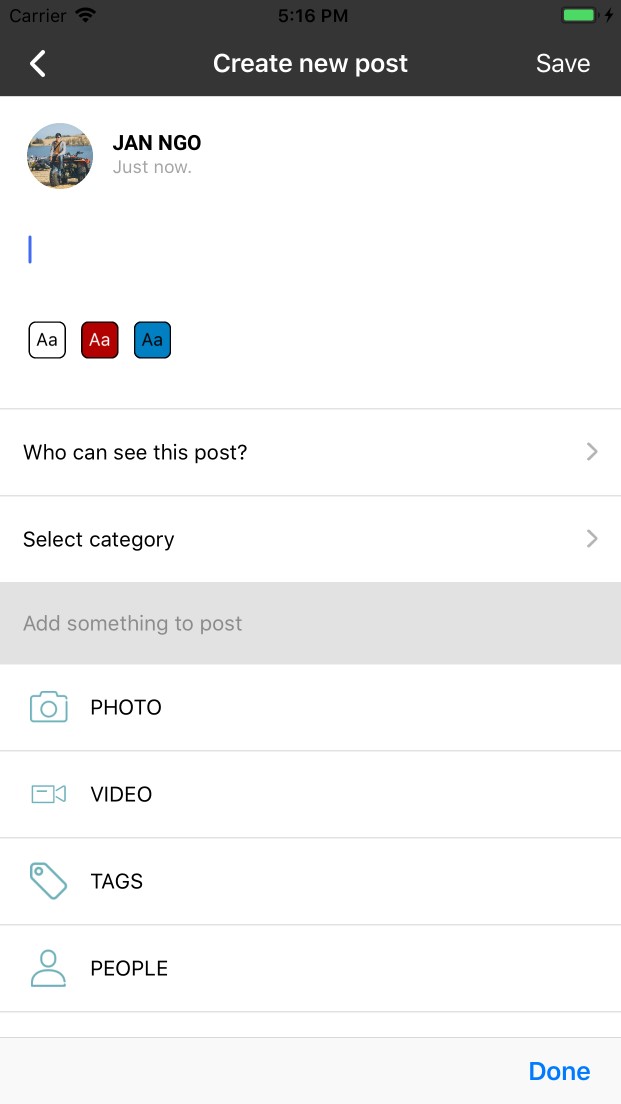 Carrier 5:16 PM
Create new post Save
JAN NGO
Just now.
Aa Aa Aa
Who can see this post?
Select category
Add something to post
PHOTO
VIDEO
TAGS
PEOPLE
Done